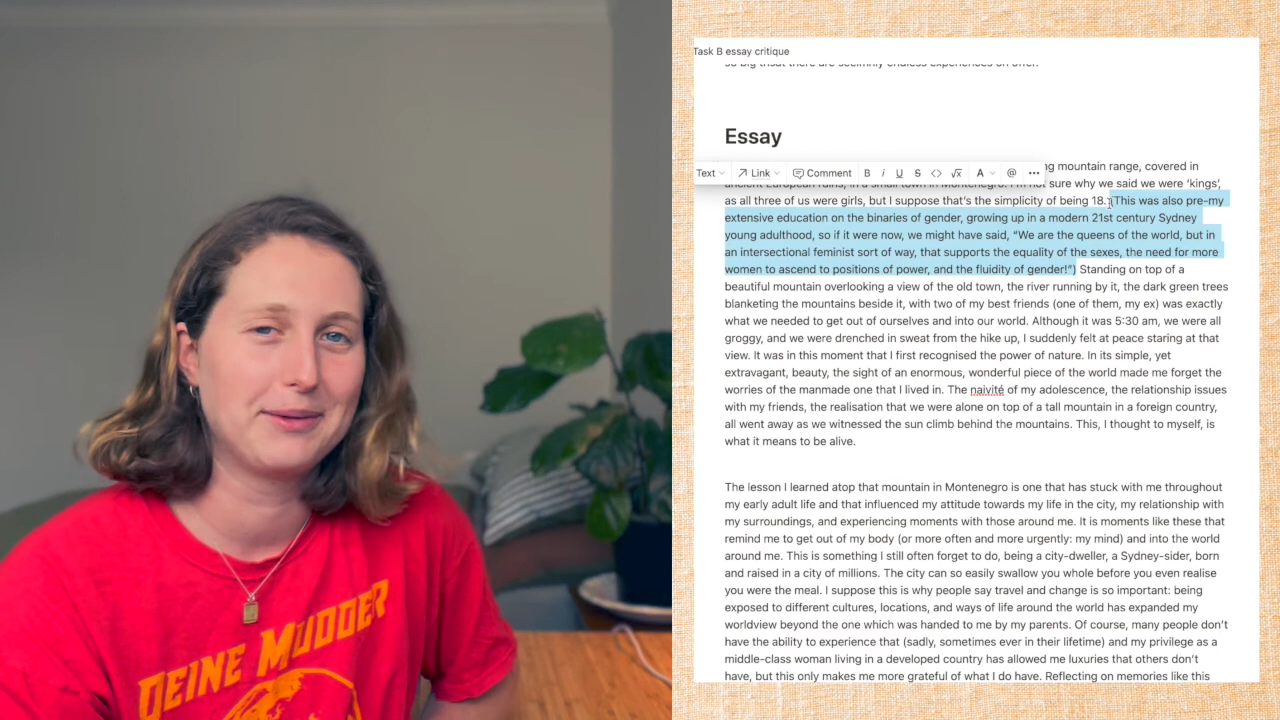 Task B essay critique
so big thsat there are seeimnly endless experiences on offer.
Essay
Text Link Comment B i U S A @
ng mountain range, covered in
ancient European ruins, in a small town in Montenegro. I'm not sure why we said we were 'kings',
as all three of us were girls, but I suppose that's the simplicity of being 18. (This was also pre-my
extensive education on the binaries of gender, growing up in a modern 21st century Sydney
young adulthood, so if it were now, we might have said, "We are the queens of the world, but in
an intersectional feminist sort of way, that supports the equality of the sexes, the need for more
women to ascend to positions of power, and the fluidity of gender!") Standing on top of a
beautiful mountain overlooking a view of the old town, the river running by it, the dark green trees
blanketing the mountains beside it, with two of my best friends (one of them, my ex) was exactly
what we needed to get out of ourselves and into our world. Although it was 5:20 am, we were all
groggy, and we were drenched in sweat from the hike up, I suddenly felt at peace staring at that
view. It was in this moment that I first recognised the power of nature. In its simple, yet
extravagant, beauty, the sight of an enormous, wonderful piece of the world made me forget the
worries of the manmade one that I lived in. The naivity of my adolescence, the relationship issues
with my friends, the realisation that we were alone on top of a tall mountain in a foreign country,
all went away as we witnessed the sun climb behind the mountains. This, I thought to myself, is
what it means to be alive.
The lesson I learned atop that mountain in Montenegro is one that has stuck with me throughout
my early adult life and that influenced my attitude towards my life in the city, my relationship with
my surroundings, and experiencing moments with those around me. It is moments like these that
remind me to get out of my body (or more often and more urgently: my mind) and into the world
around me. This is something I still often forget to do, being a city-dweller, a Sydney-sider, born
and raised in a city of millions. The city can so easily swallow you whole before you even realise
you were the meal. I suppose this is why people say travel and change is so important: being
exposed to different cultures, locations, and ways of life around the world has expanded my
worldview beyond the one which was handed to me by my parents. Of course, many people don't
have the ability to experience that (sadly, sometimes ever in their lifetime) and my privilege as a
middle-class woman living in a developed country has allowed me luxuries that others don't
have, but this only makes me more grateful of what I do have. Reflecting on memories like this